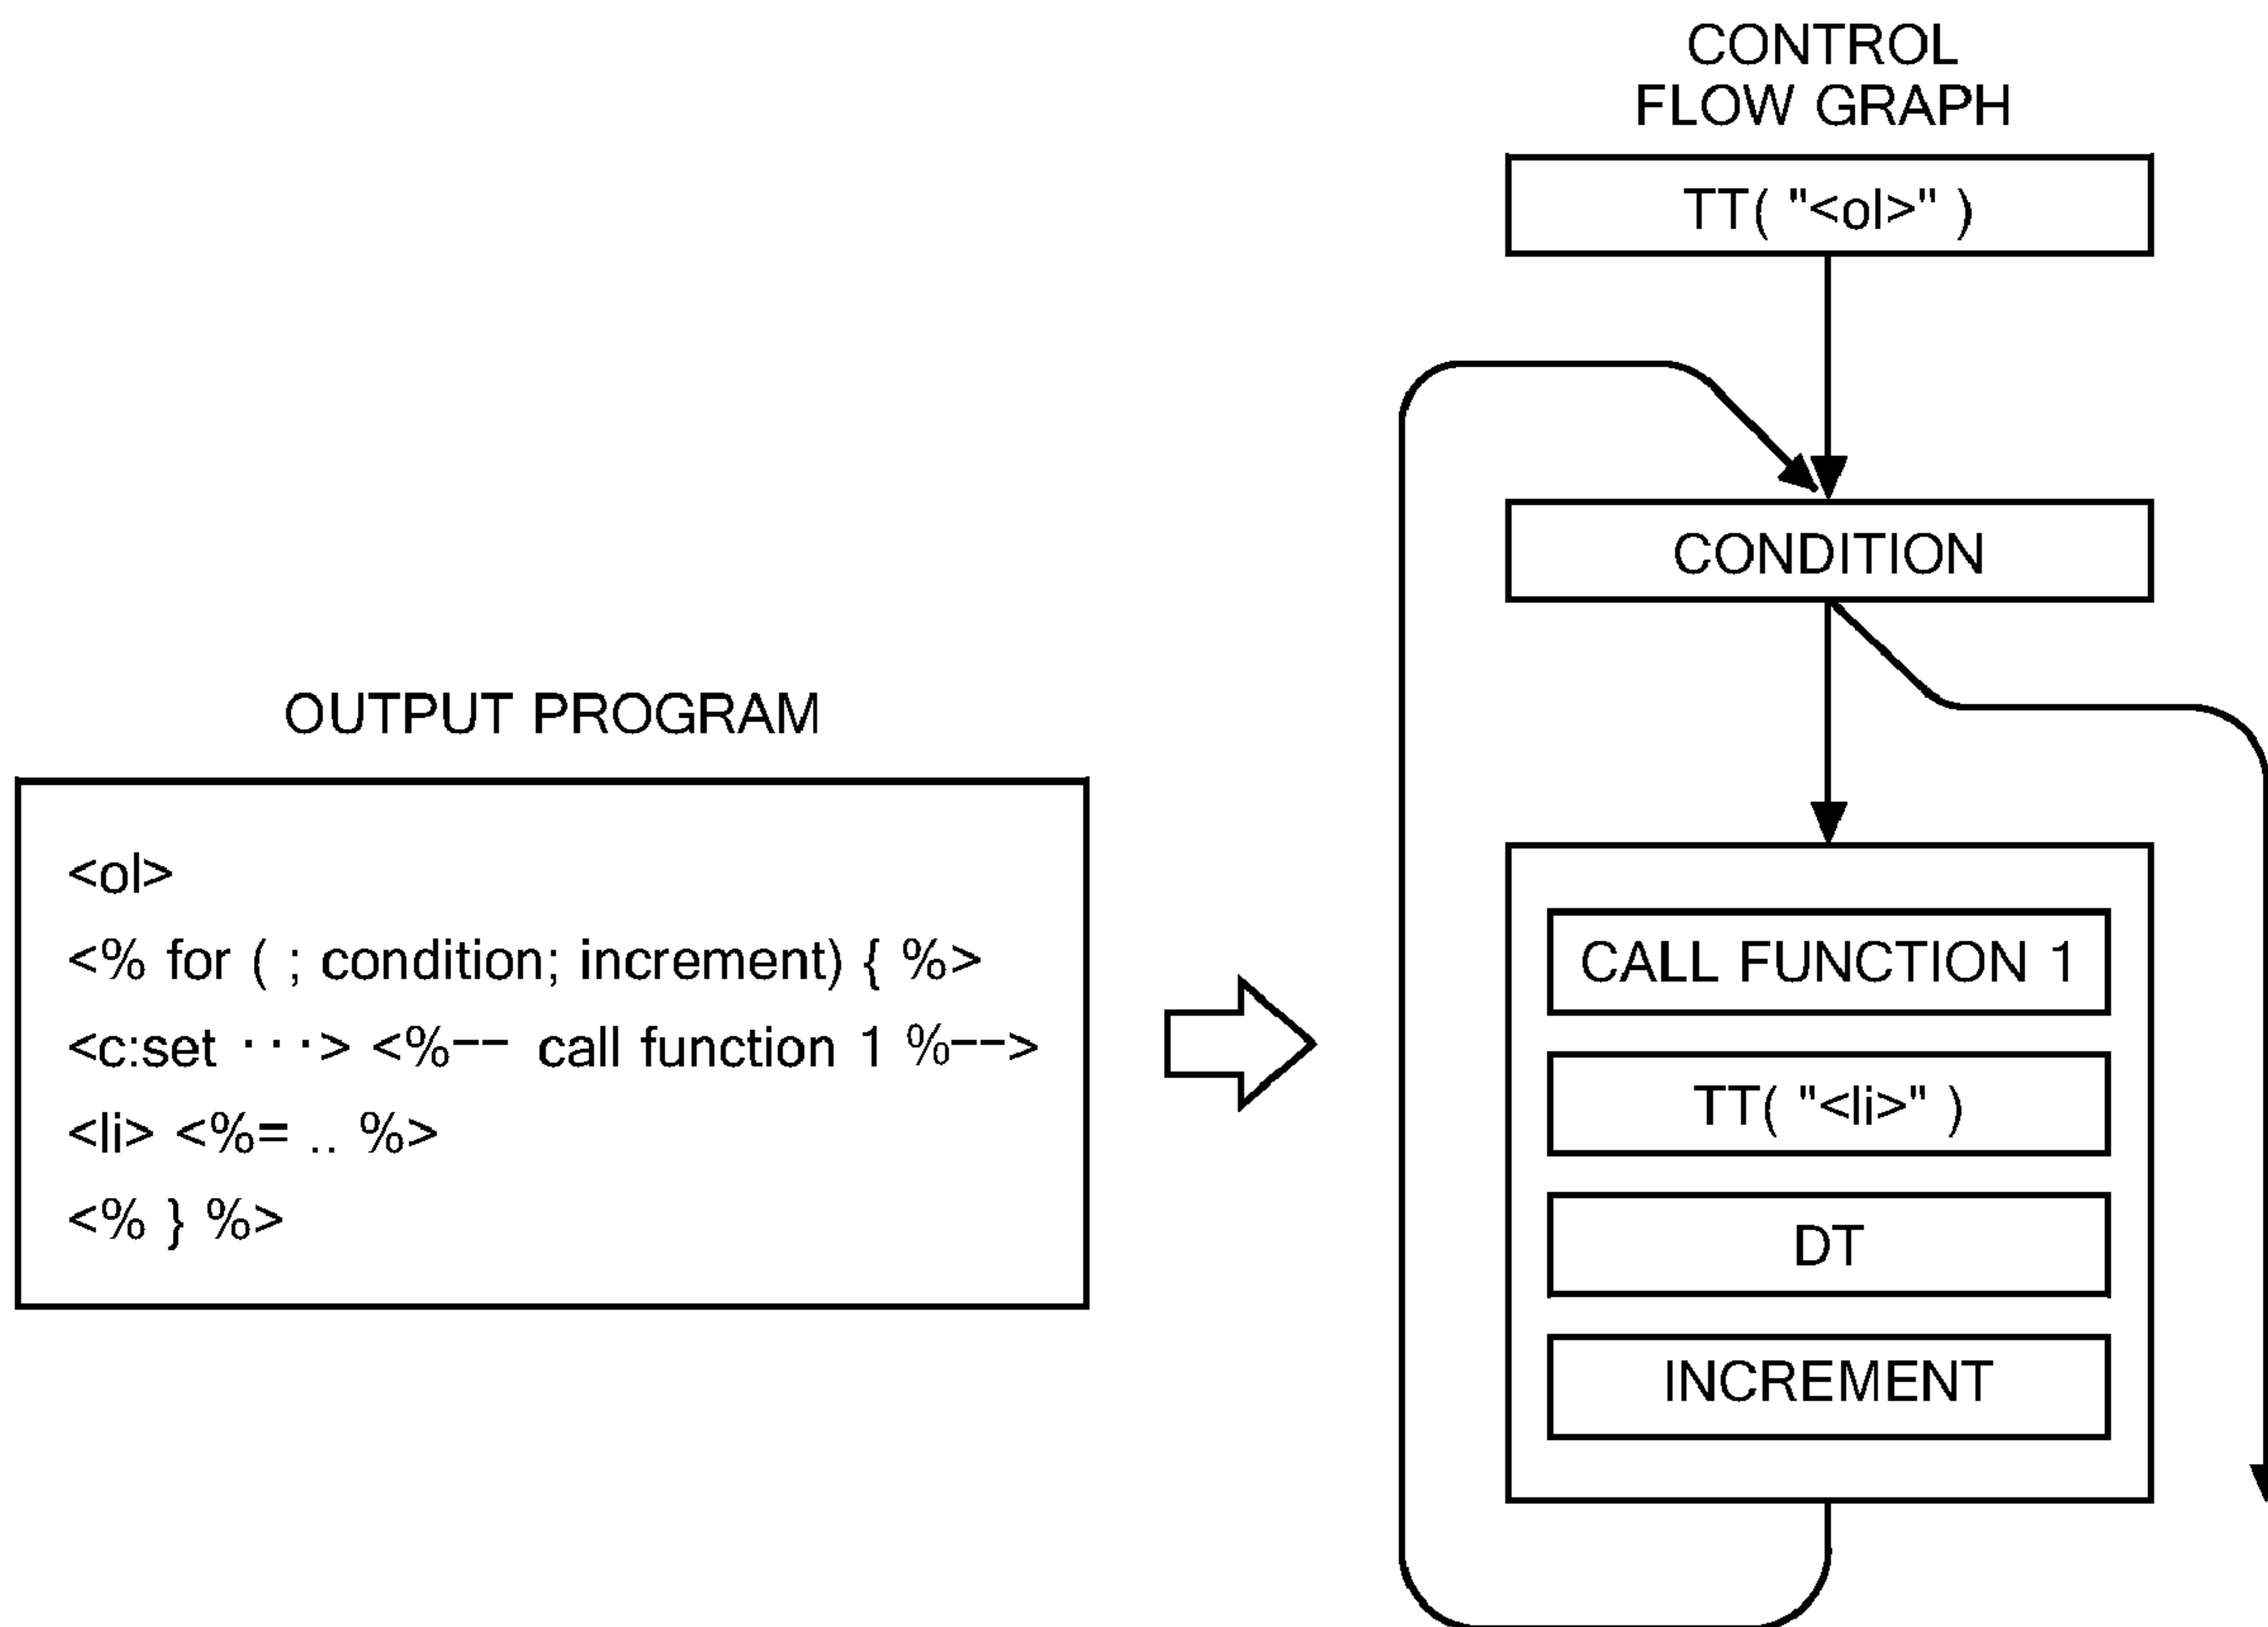 OUTPUT PROGRAM
<ol>
<% for ( ; condition; increment) { %>
<c:set ···> <%-- call function 1 %-->
<li> <%= .. %>
<% } %>
CONTROL
FLOW GRAPH
TT( "<ol>" )
CONDITION
CALL FUNCTION 1
TT( "<li>" )
DT
INCREMENT